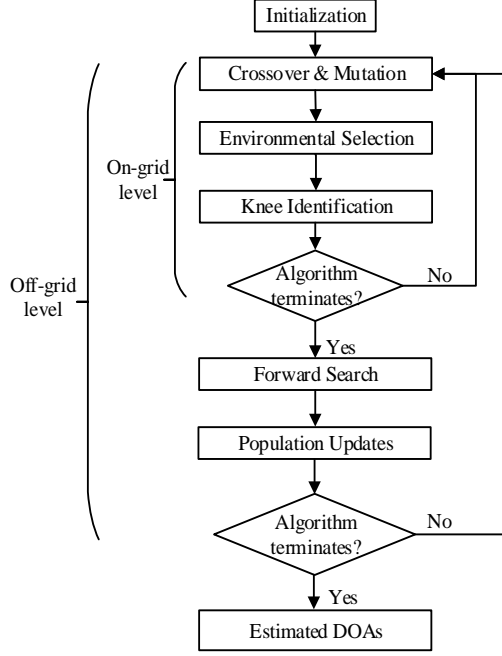 Initialization
Crossover & Mutation
Environmental Selection
On-grid
level
Knee Identification
Algorithm
terminates?
No
Off-grid
level
Yes
Forward Search
Population Updates
Algorithm
terminates?
No
Yes
Estimated DOAs